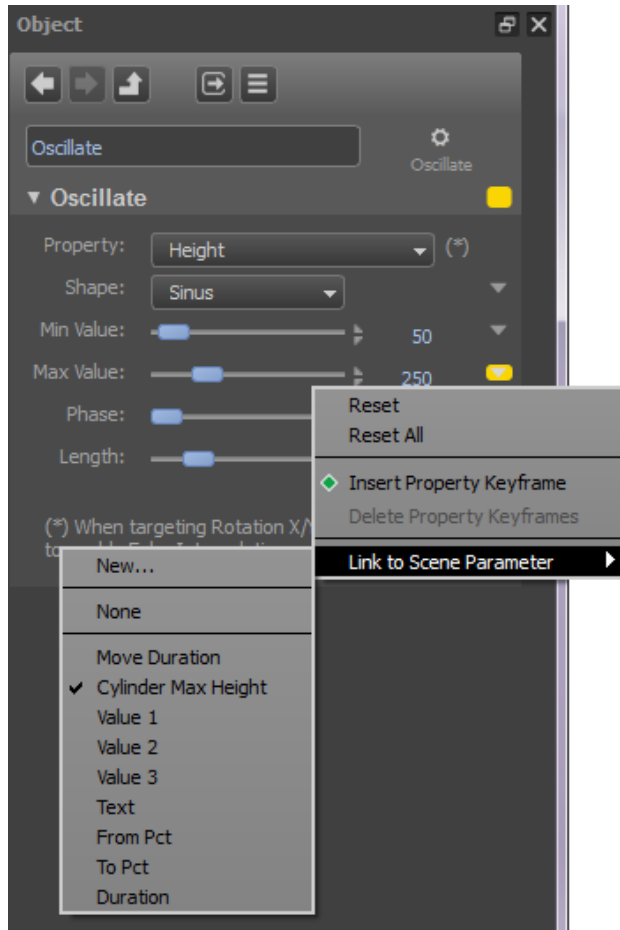 Object
Oscillate
Oscillate
Oscillate
Property: Height (*)
Shape: Sinus
Min Value: 50
Max Value: 250
Phase:
Length:
(*) When targeting Rotation X/
Reset
Reset All
Insert Property Keyframe
Delete Property Keyframes
Link to Scene Parameter
New...
None
Move Duration
Cylinder Max Height
Value 1
Value 2
Value 3
Text
From Pct
To Pct
Duration